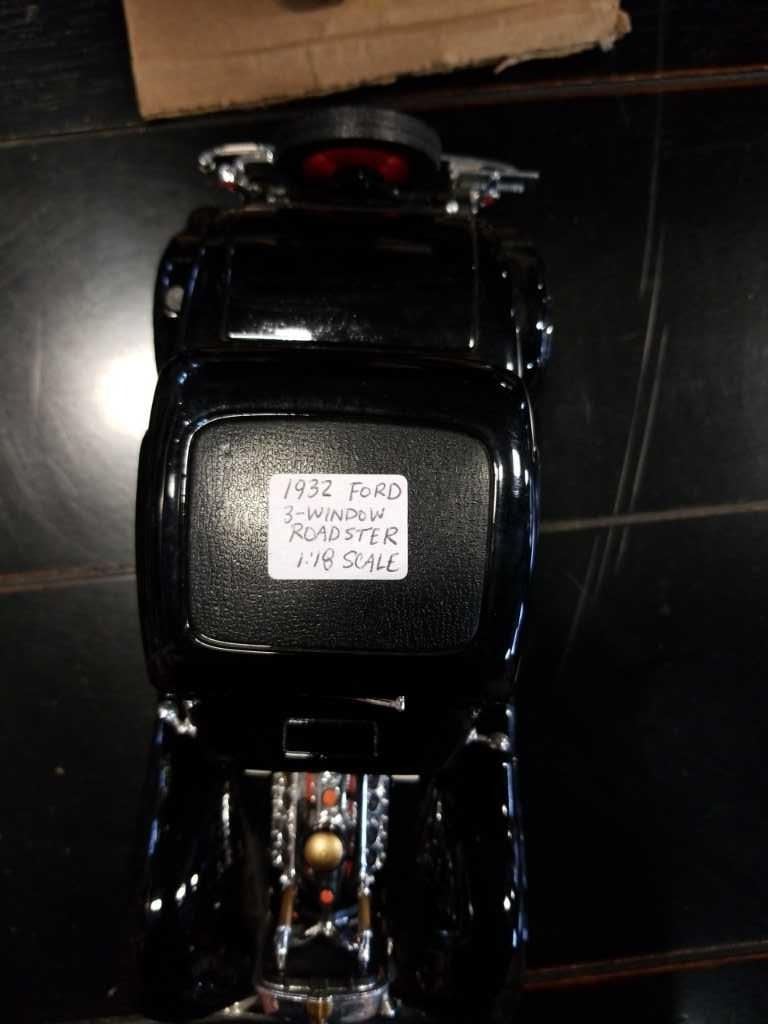 1932 FORD
3-WINDOW
ROADSTER
1:18 SCALE